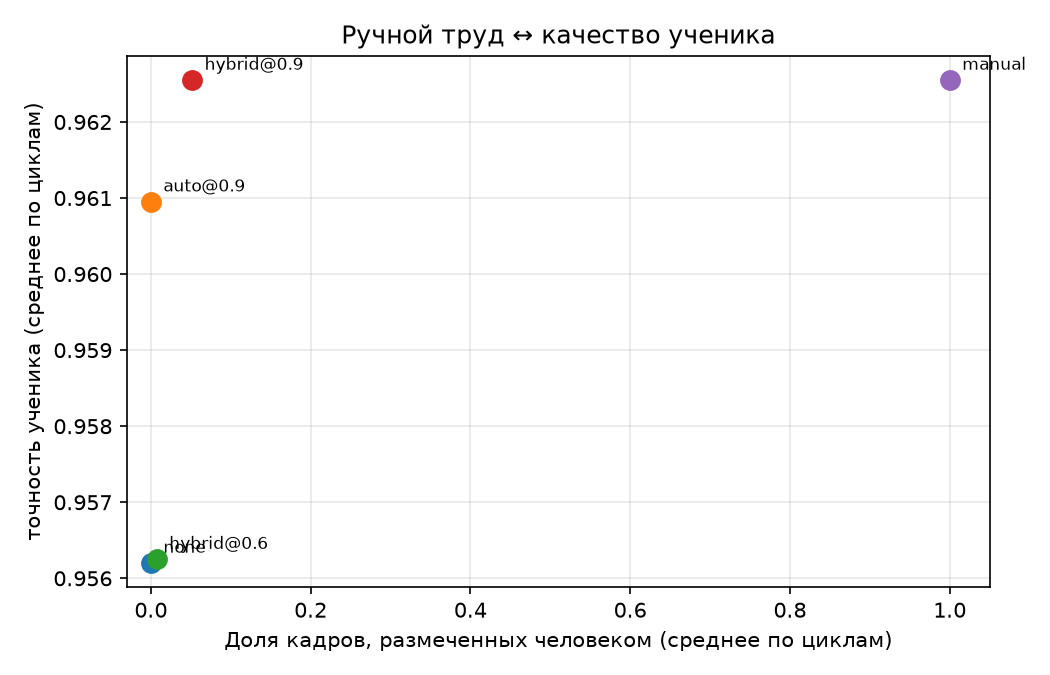 Ручной труд ↔ качество ученика
hybrid@0.9
manual
auto@0.9
hybrid@0.6
none
0.962
0.961
0.960
0.959
0.958
0.957
0.956
точность ученика (среднее по циклам)
0.0 0.2 0.4 0.6 0.8 1.0
Доля кадров, размеченных человеком (среднее по циклам)